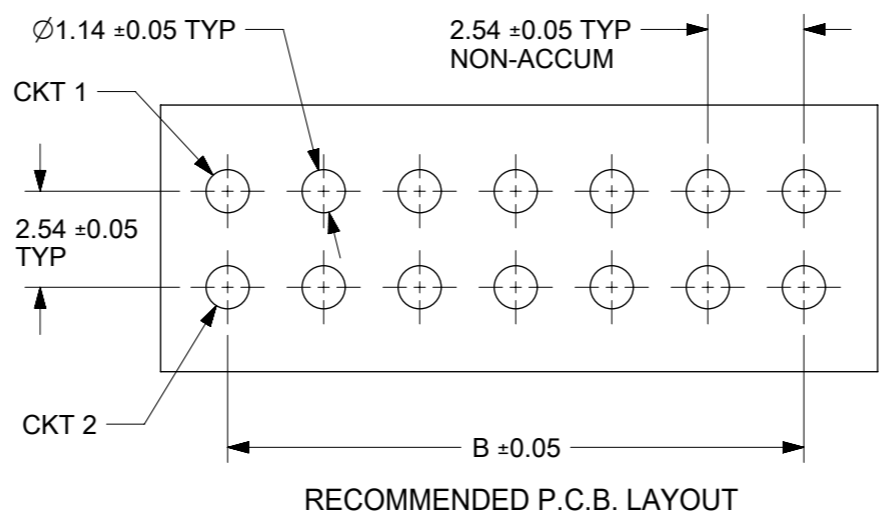 ∅1.14 ±0.05 TYP
2.54 ±0.05 TYP
NON-ACCUM
CKT 1
2.54 ±0.05
TYP
CKT 2
B ±0.05
RECOMMENDED P.C.B. LAYOUT